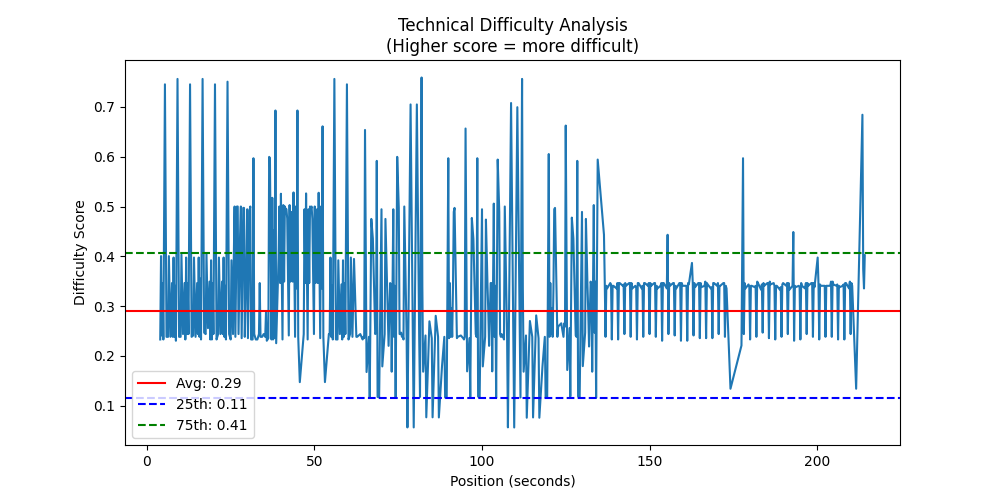 Technical Difficulty Analysis
(Higher score = more difficult)
Difficulty Score
0.7
0.6
0.5
0.4
0.3
0.2
0.1
Avg: 0.29
25th: 0.11
75th: 0.41
0
50
100
150
200
Position (seconds)